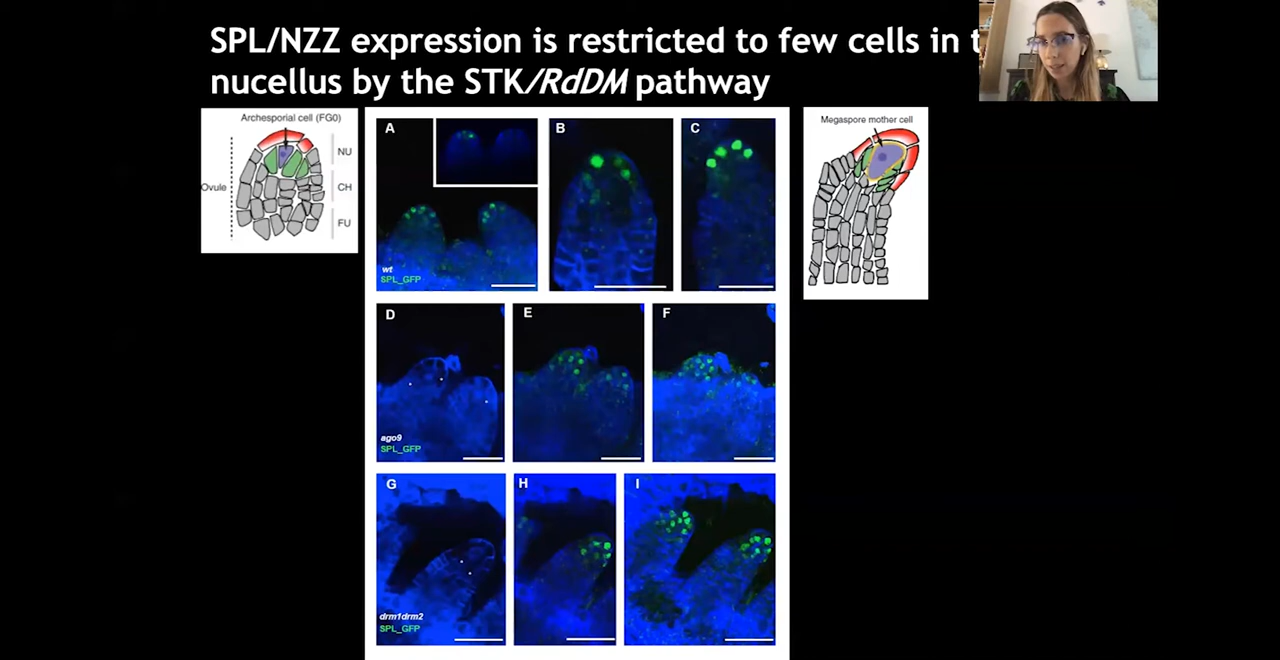 SPL/NZZ expression is restricted to few cells in
nucellus by the STK/RdDM pathway
Archesporial cell (FG0)
NU
Ovule
CH
FU
A
B
C
wt
SPL_GFP
Megaspore mother cell
D
E
F
ago9
SPL_GFP
G
H
I
drm1drm2
SPL_GFP